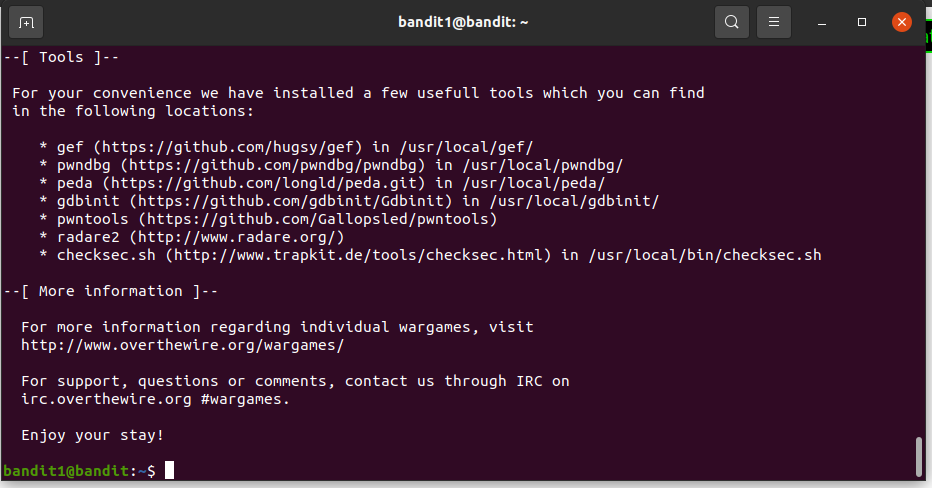 bandit1@bandit: ~
--[ Tools ]--
For your convenience we have installed a few usefull tools which you can find
in the following locations:
* gef (https://github.com/hugsy/gef) in /usr/local/gef/
* pwndbg (https://github.com/pwndbg/pwndbg) in /usr/local/pwndbg/
* peda (https://github.com/longld/peda.git) in /usr/local/peda/
* gdbinit (https://github.com/gdbinit/Gdbinit) in /usr/local/gdbinit/
* pwntools (https://github.com/Gallopsled/pwntools)
* radare2 (http://www.radare.org/)
* checksec.sh (http://www.trapkit.de/tools/checksec.html) in /usr/local/bin/checksec.sh
--[ More information ]--
For more information regarding individual wargames, visit
http://www.overthewire.org/wargames/
For support, questions or comments, contact us through IRC on
irc.overthewire.org #wargames.
Enjoy your stay!
bandit1@bandit:~$